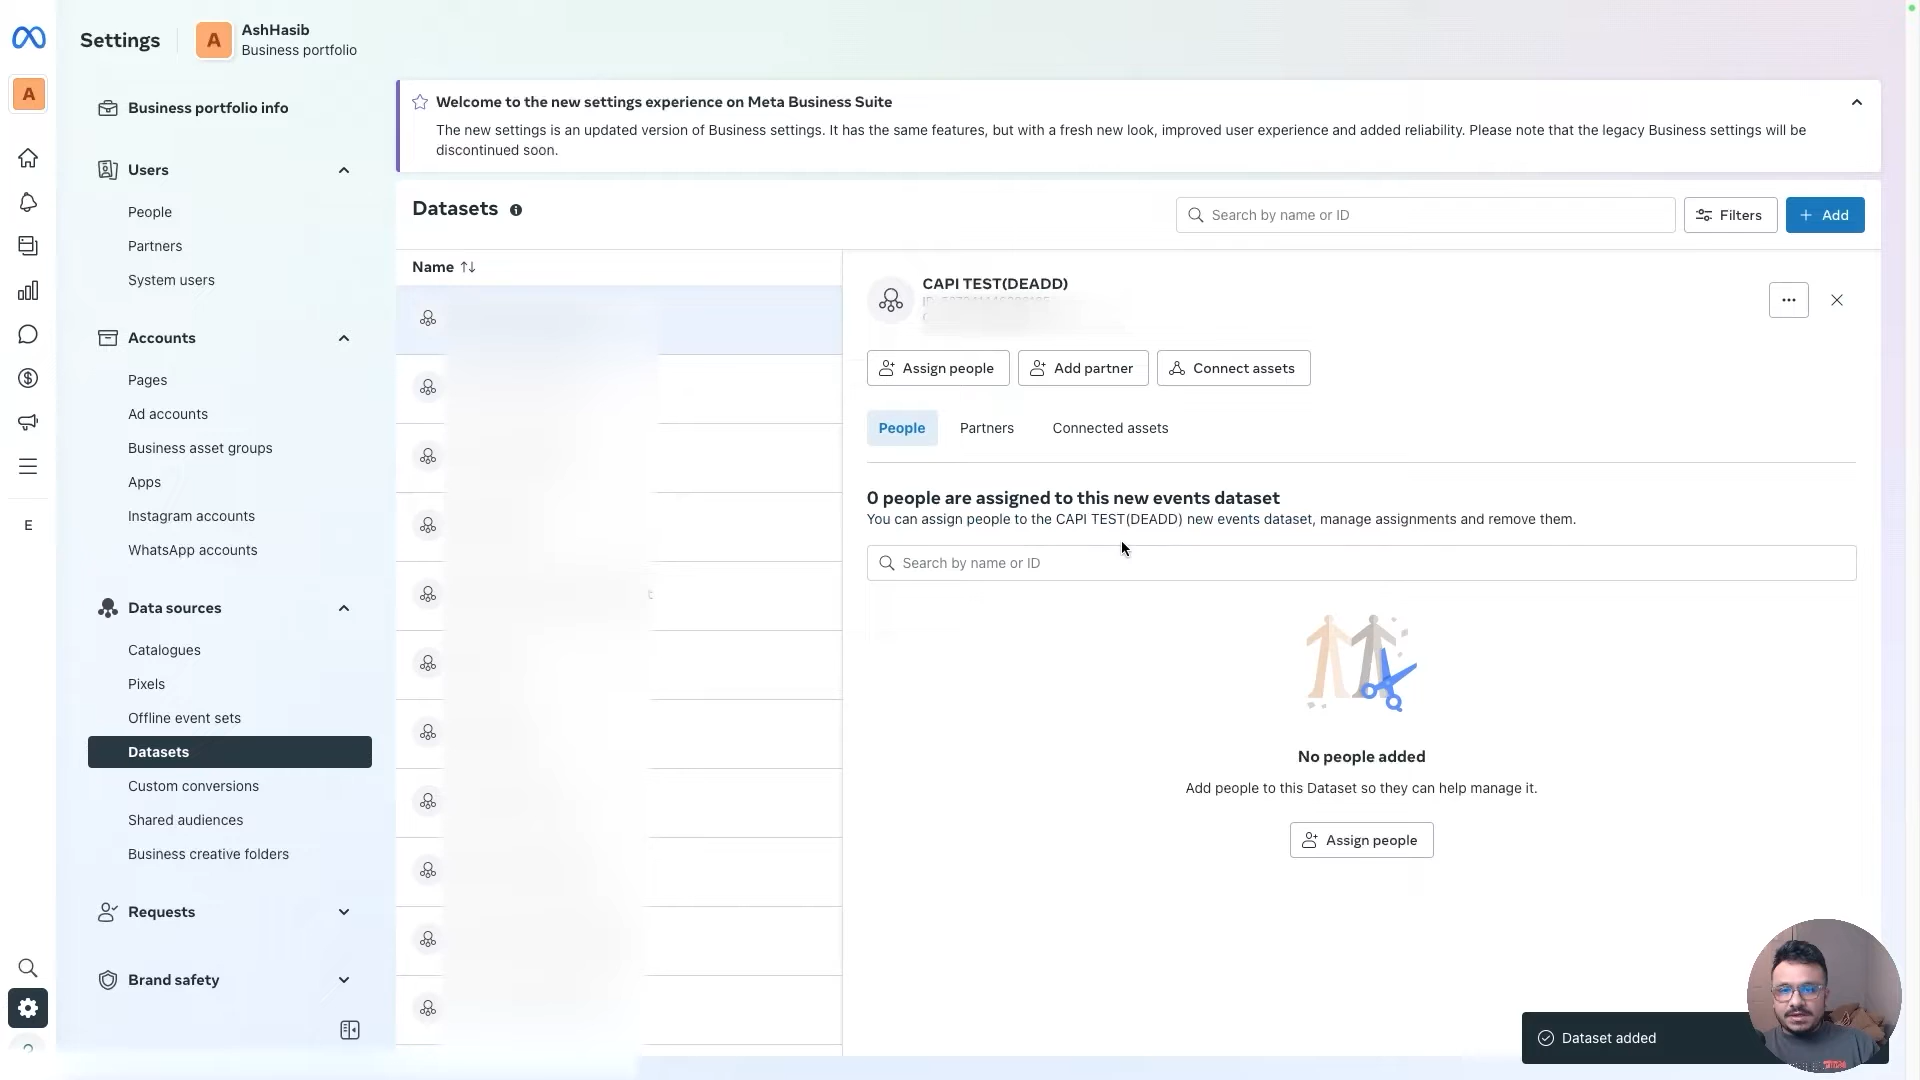 Settings
A
AshHasib
Business portfolio
A
E
Business portfolio info
Users
People
Partners
System users
Accounts
Pages
Ad accounts
Business asset groups
Apps
Instagram accounts
WhatsApp accounts
Data sources
Catalogues
Pixels
Offline event sets
Datasets
Custom conversions
Shared audiences
Business creative folders
Requests
Brand safety
Welcome to the new settings experience on Meta Business Suite
The new settings is an updated version of Business settings. It has the same features, but with a fresh new look, improved user experience and added reliability. Please note that the legacy Business settings will be
discontinued soon.
Datasets
Search by name or ID
Filters
+ Add
Name
CAPI TEST(DEADD)
Assign people
Add partner
Connect assets
People
Partners
Connected assets
0 people are assigned to this new events dataset
You can assign people to the CAPI TEST(DEADD) new events dataset, manage assignments and remove them.
Search by name or ID
No people added
Add people to this Dataset so they can help manage it.
Assign people
Dataset added